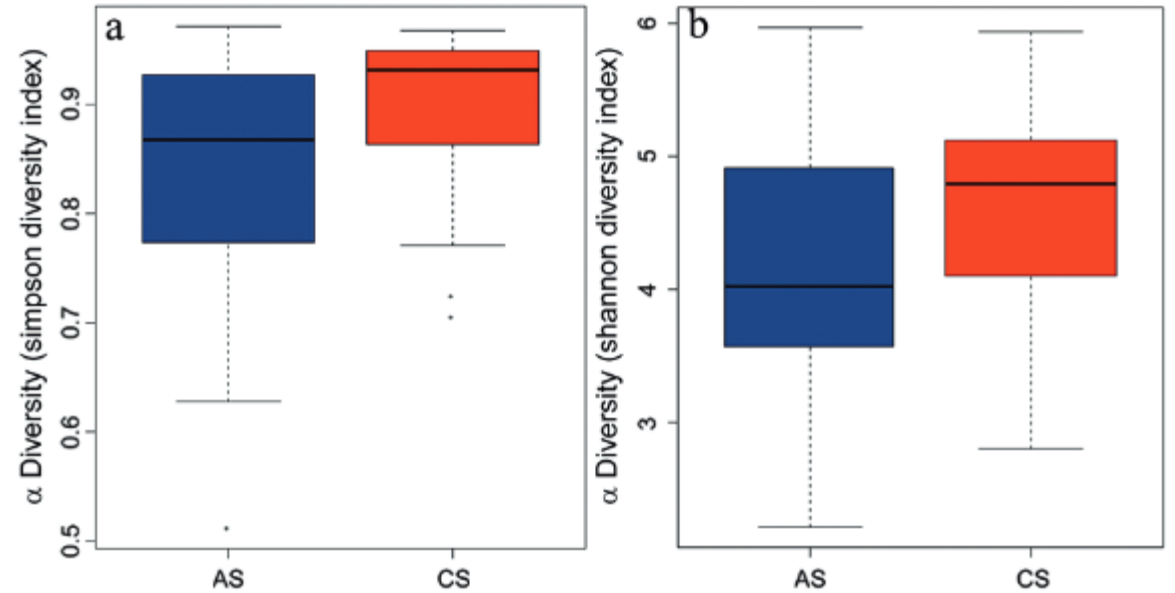 a
α Diversity (simpson diversity index)
0.9
0.8
0.7
0.6
0.5
AS
CS
b
α Diversity (shannon diversity index)
6
5
4
3
AS
CS